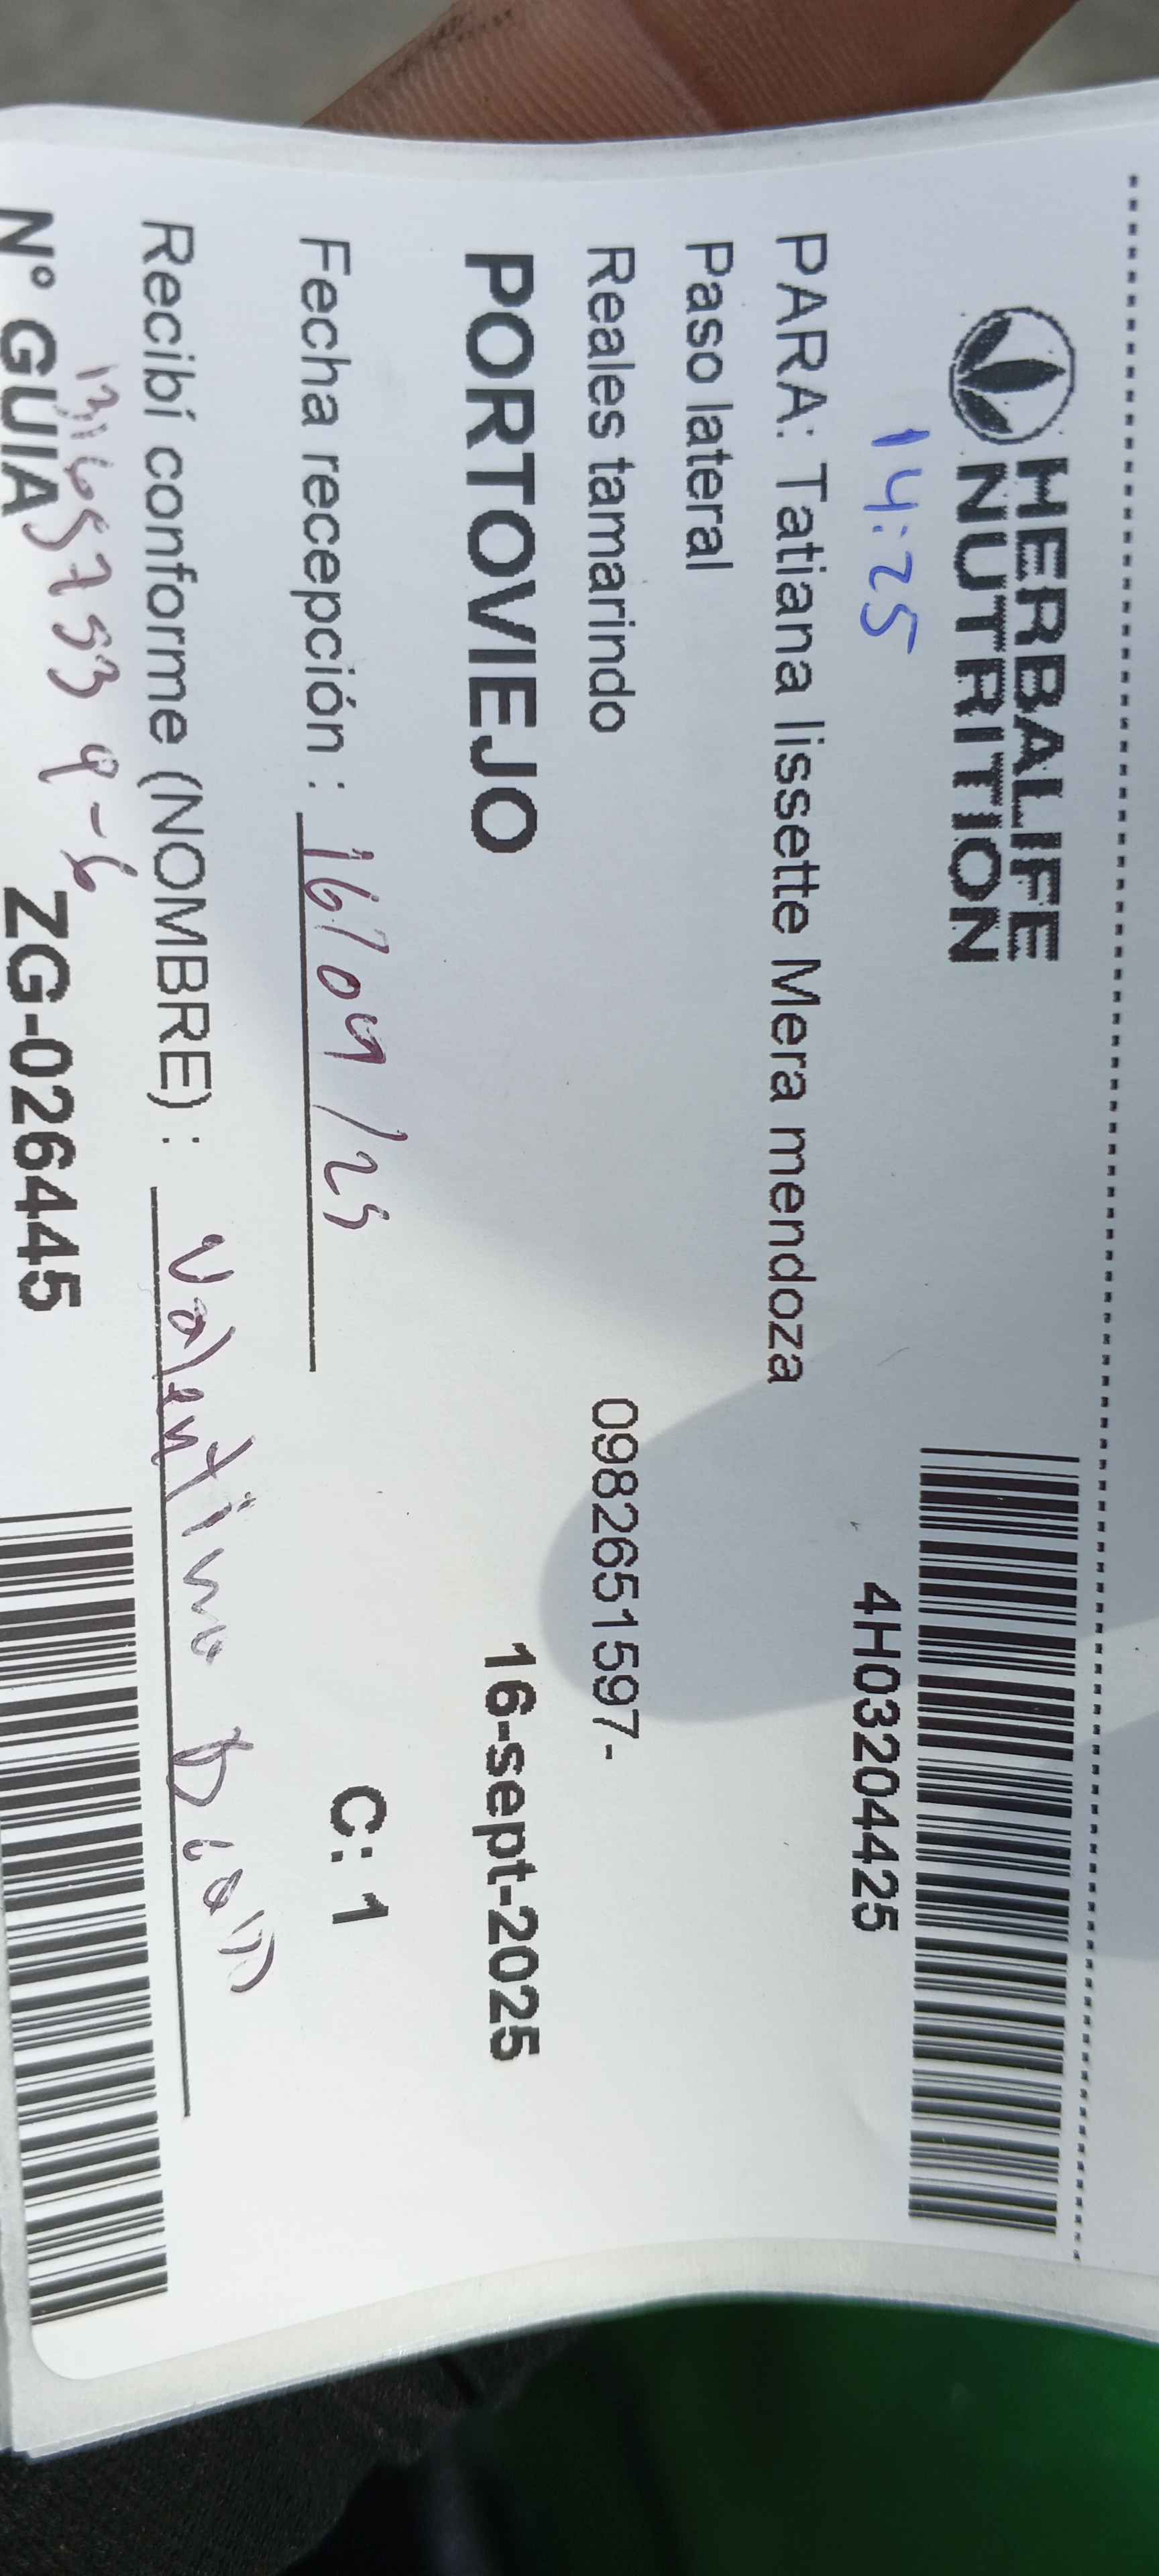 HERBALIFE
NUTRITION
4H0320425
14:25
PARA: Tatiana lissette Mera mendoza
Paso lateral
Reales tamarindo
0982651597-
PORTOVIEJO
16-sept-2025
Fecha recepción : 16/09/25
C: 1
Recibí conforme (NOMBRE) : Valentino
N° GUIA ZG-026445